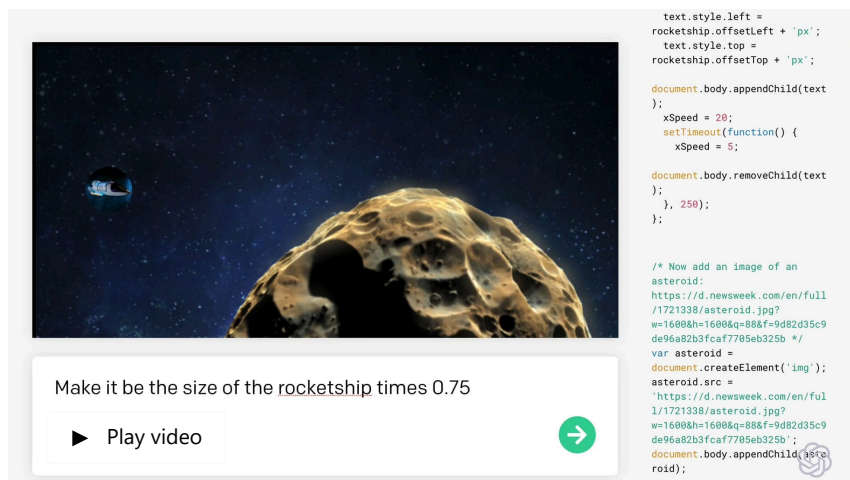 text.style.left =
rocketship.offsetLeft + 'px';
text.style.top =
rocketship.offsetTop + 'px';
document.body.appendChild(text
);
xSpeed = 20;
setTimeout(function() {
xSpeed = 5;
document.body.removeChild(text
);
}, 250);
};
/* Now add an image of an
asteroid:
https://d.newsweek.com/en/full
/1721338/asteroid.jpg?
w=1600&h=1600&q=88&f=9d82d35c9
de96a82b3fcaf7705eb325b */
var asteroid =
document.createElement('img');
asteroid.src =
'https://d.newsweek.com/en/ful
l/1721338/asteroid.jpg?
w=1600&h=1600&q=88&f=9d82d35c9
de96a82b3fcaf7705eb325b';
document.body.appendChild(aste
roid);
Make it be the size of the rocketship times 0.75
Play video